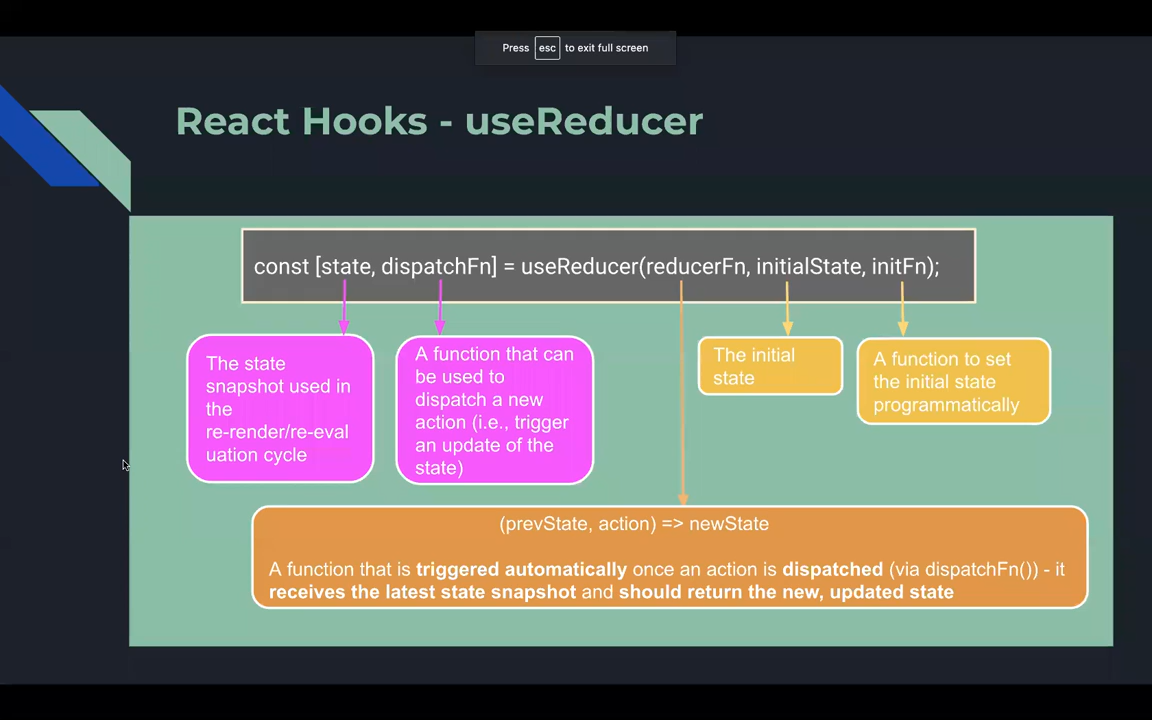 Press esc to exit full screen
React Hooks - useReducer
const [state, dispatchFn] = useReducer(reducerFn, initialState, initFn);
The state
snapshot used in
the
re-render/re-eval
uation cycle
A function that can
be used to
dispatch a new
action (i.e., trigger
an update of the
state)
The initial
state
A function to set
the initial state
programmatically
(prevState, action) => newState
A function that is triggered automatically once an action is dispatched (via dispatchFn()) - it
receives the latest state snapshot and should return the new, updated state